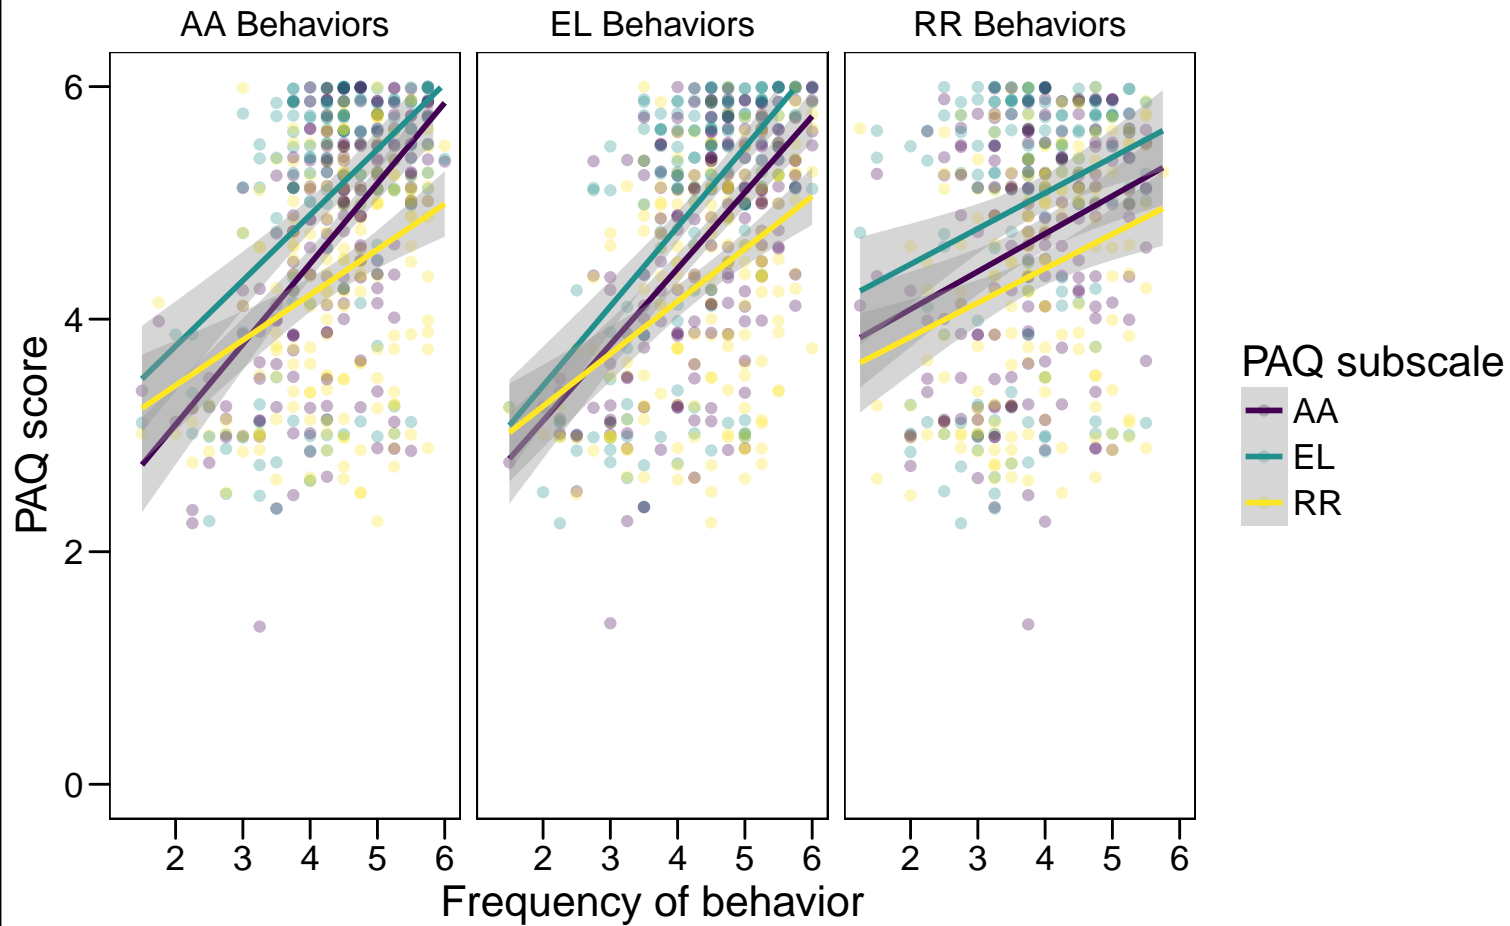 AA Behaviors EL Behaviors RR Behaviors
6
4
2
0
PAQ score
2 3 4 5 6 2 3 4 5 6 2 3 4 5 6
Frequency of behavior
PAQ subscale
AA
EL
RR